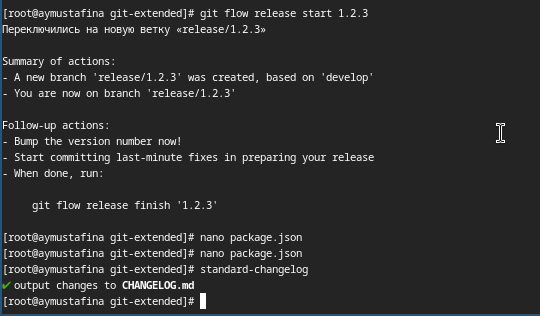 [root@aymustafina git-extended]# git flow release start 1.2.3
Переключились на новую ветку «release/1.2.3»
Summary of actions:
- A new branch 'release/1.2.3' was created, based on 'develop'
- You are now on branch 'release/1.2.3'
Follow-up actions:
- Bump the version number now!
- Start committing last-minute fixes in preparing your release
- When done, run:
git flow release finish '1.2.3'
[root@aymustafina git-extended]# nano package.json
[root@aymustafina git-extended]# nano package.json
[root@aymustafina git-extended]# standard-changelog
✔ output changes to CHANGELOG.md
[root@aymustafina git-extended]#